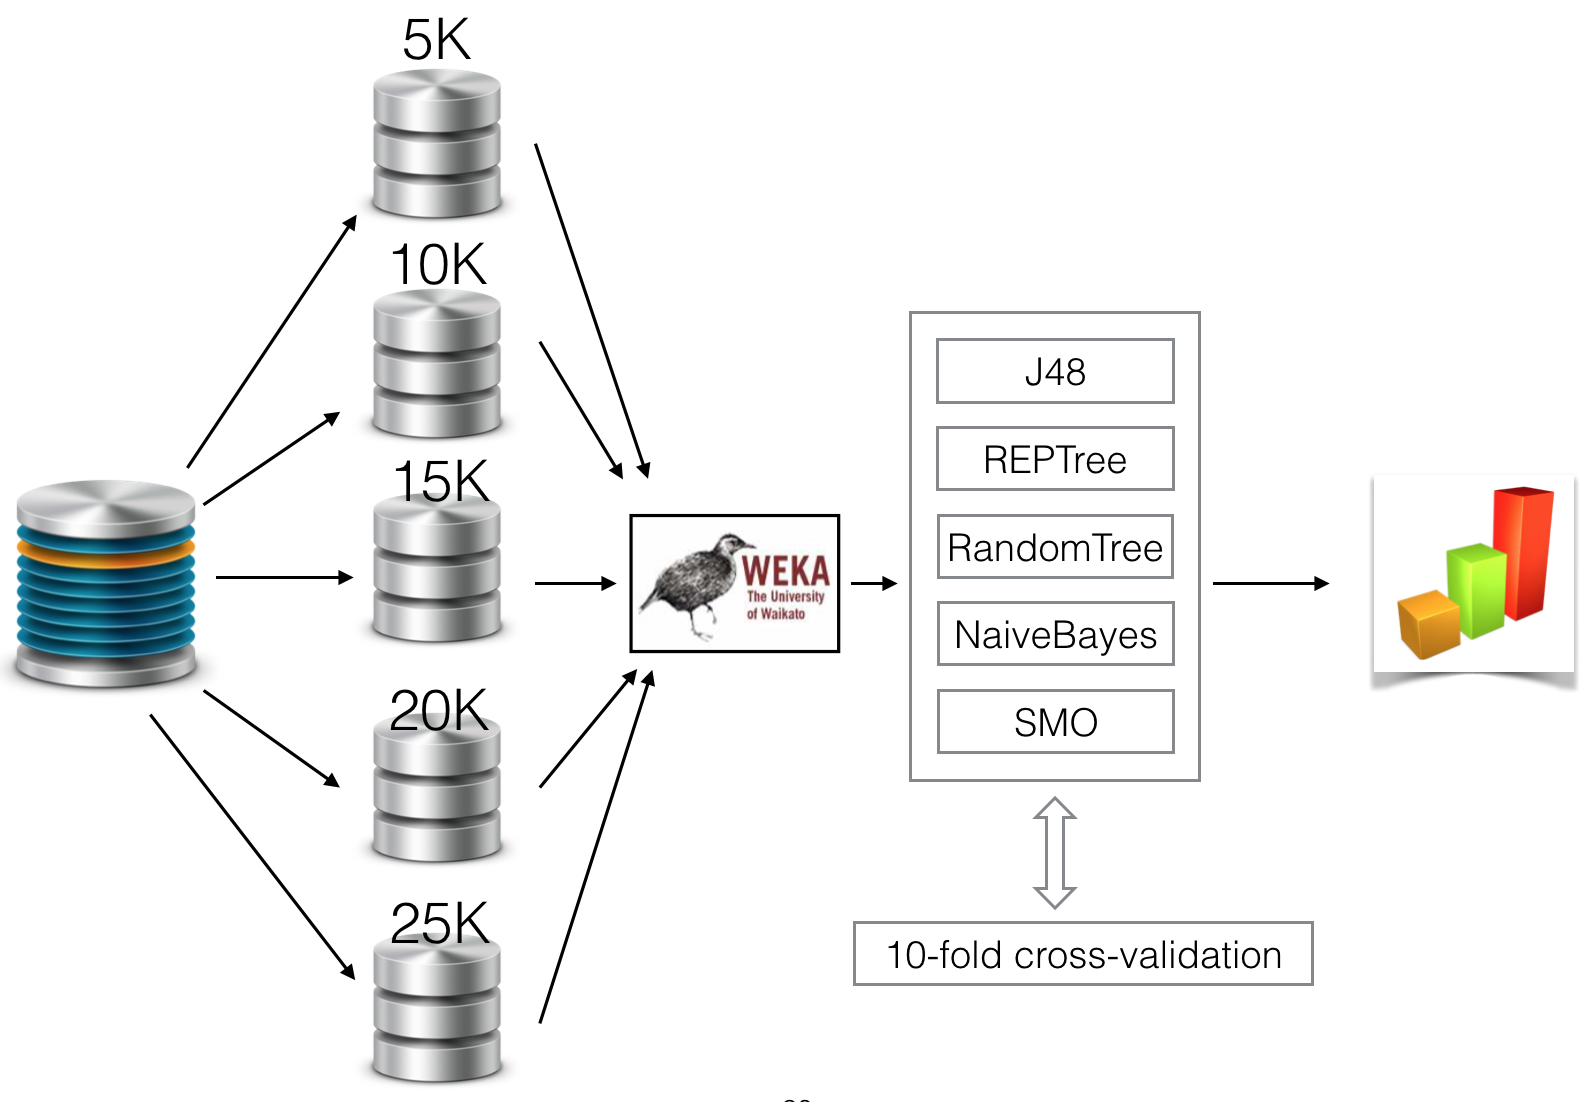 5K
10K
15K
20K
25K
WEKA
The University
of Waikato
J48
REPTree
RandomTree
NaiveBayes
SMO
10-fold cross-validation